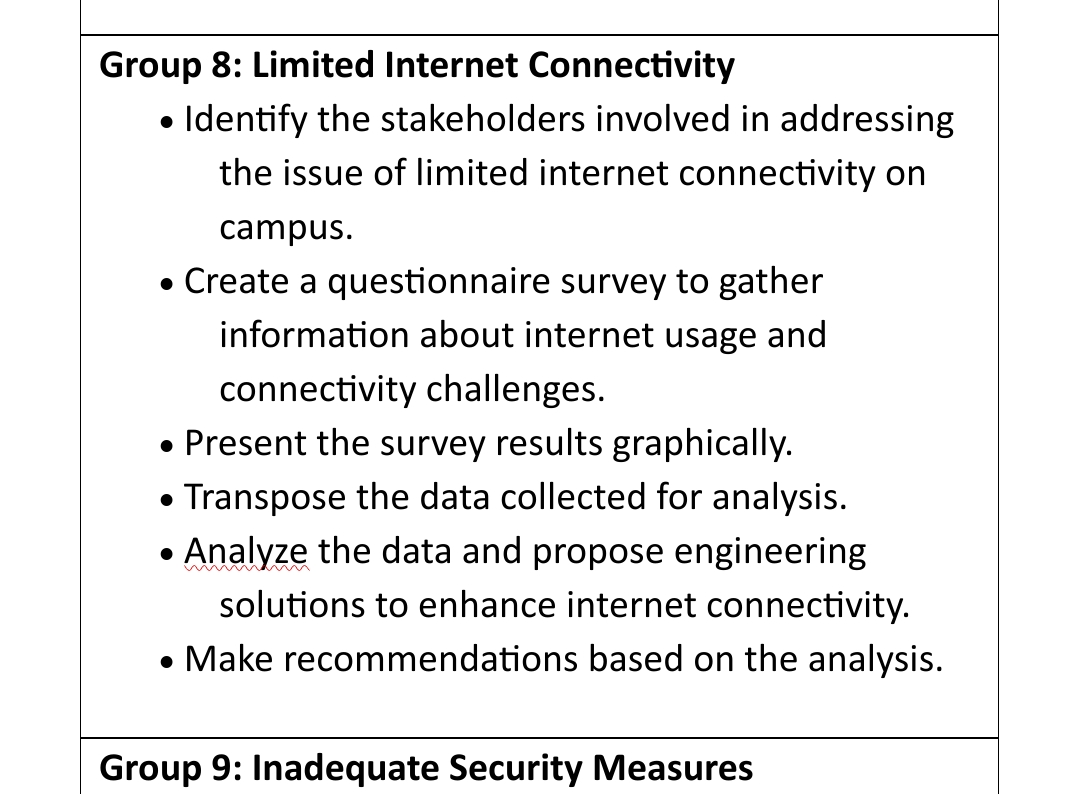 Group 8: Limited Internet Connectivity
• Identify the stakeholders involved in addressing
the issue of limited internet connectivity on
campus.
• Create a questionnaire survey to gather
information about internet usage and
connectivity challenges.
• Present the survey results graphically.
• Transpose the data collected for analysis.
• Analyze the data and propose engineering
solutions to enhance internet connectivity.
• Make recommendations based on the analysis.
Group 9: Inadequate Security Measures